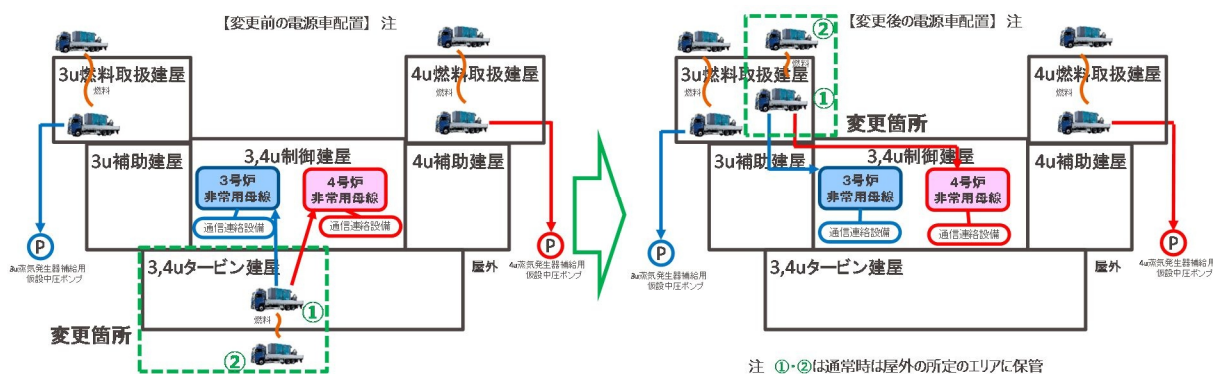 【変更前の電源車配置】 注
3u燃料取扱建屋
燃料
4u燃料取扱建屋
燃料
3u補助建屋
3,4u制御建屋
4u補助建屋
3号炉
非常用母線
4号炉
非常用母線
通信連絡設備
通信連絡設備
P
3u蒸気発生器補給用
仮設中圧ポンプ
P
4u蒸気発生器補給用
仮設中圧ポンプ
3,4uタービン建屋
屋外
①
燃料
変更箇所
②
【変更後の電源車配置】 注
②
3u燃料取扱建屋
燃料
①
4u燃料取扱建屋
燃料
変更箇所
3u補助建屋
3,4u制御建屋
4u補助建屋
3号炉
非常用母線
4号炉
非常用母線
通信連絡設備
通信連絡設備
P
3u蒸気発生器補給用
仮設中圧ポンプ
P
4u蒸気発生器補給用
仮設中圧ポンプ
3,4uタービン建屋
屋外
注 ①・②は通常時は屋外の所定のエリアに保管